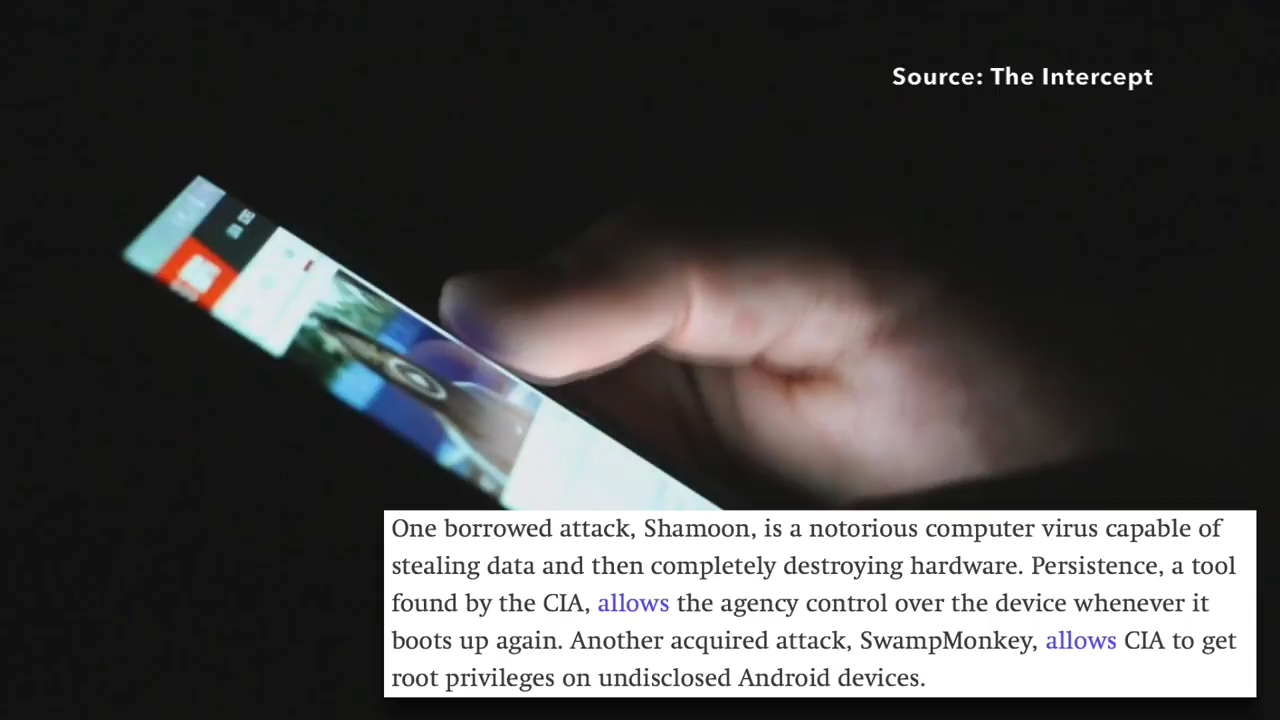 Source: The Intercept
One borrowed attack, Shamoon, is a notorious computer virus capable of
stealing data and then completely destroying hardware. Persistence, a tool
found by the CIA, allows the agency control over the device whenever it
boots up again. Another acquired attack, SwampMonkey, allows CIA to get
root privileges on undisclosed Android devices.